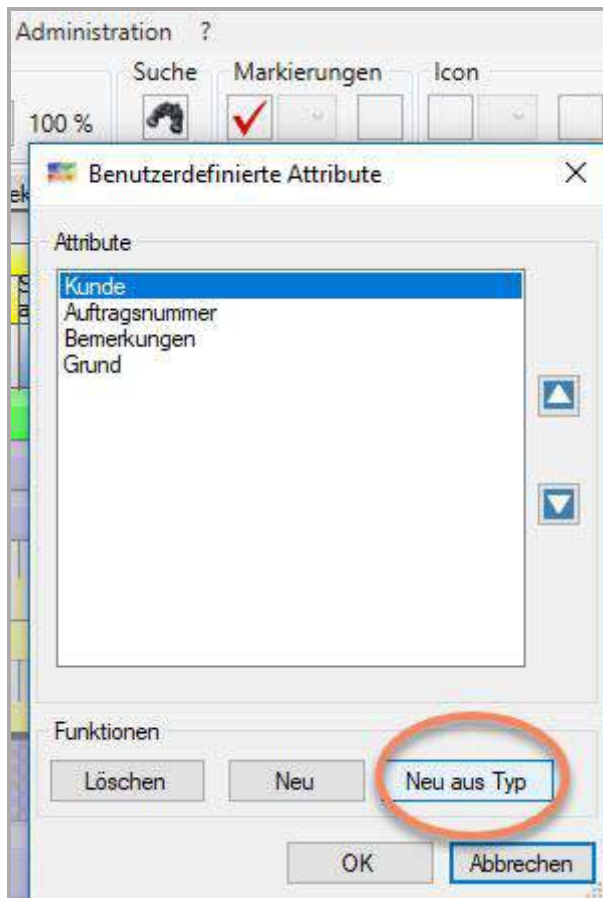 Administration ?
Suche Markierungen Icon
100 %
Benutzerdefinierte Attribute
Attribute
Kunde
Auftragsnummer
Bemerkungen
Grund
Funktionen
Löschen Neu Neu aus Typ
OK Abbrechen